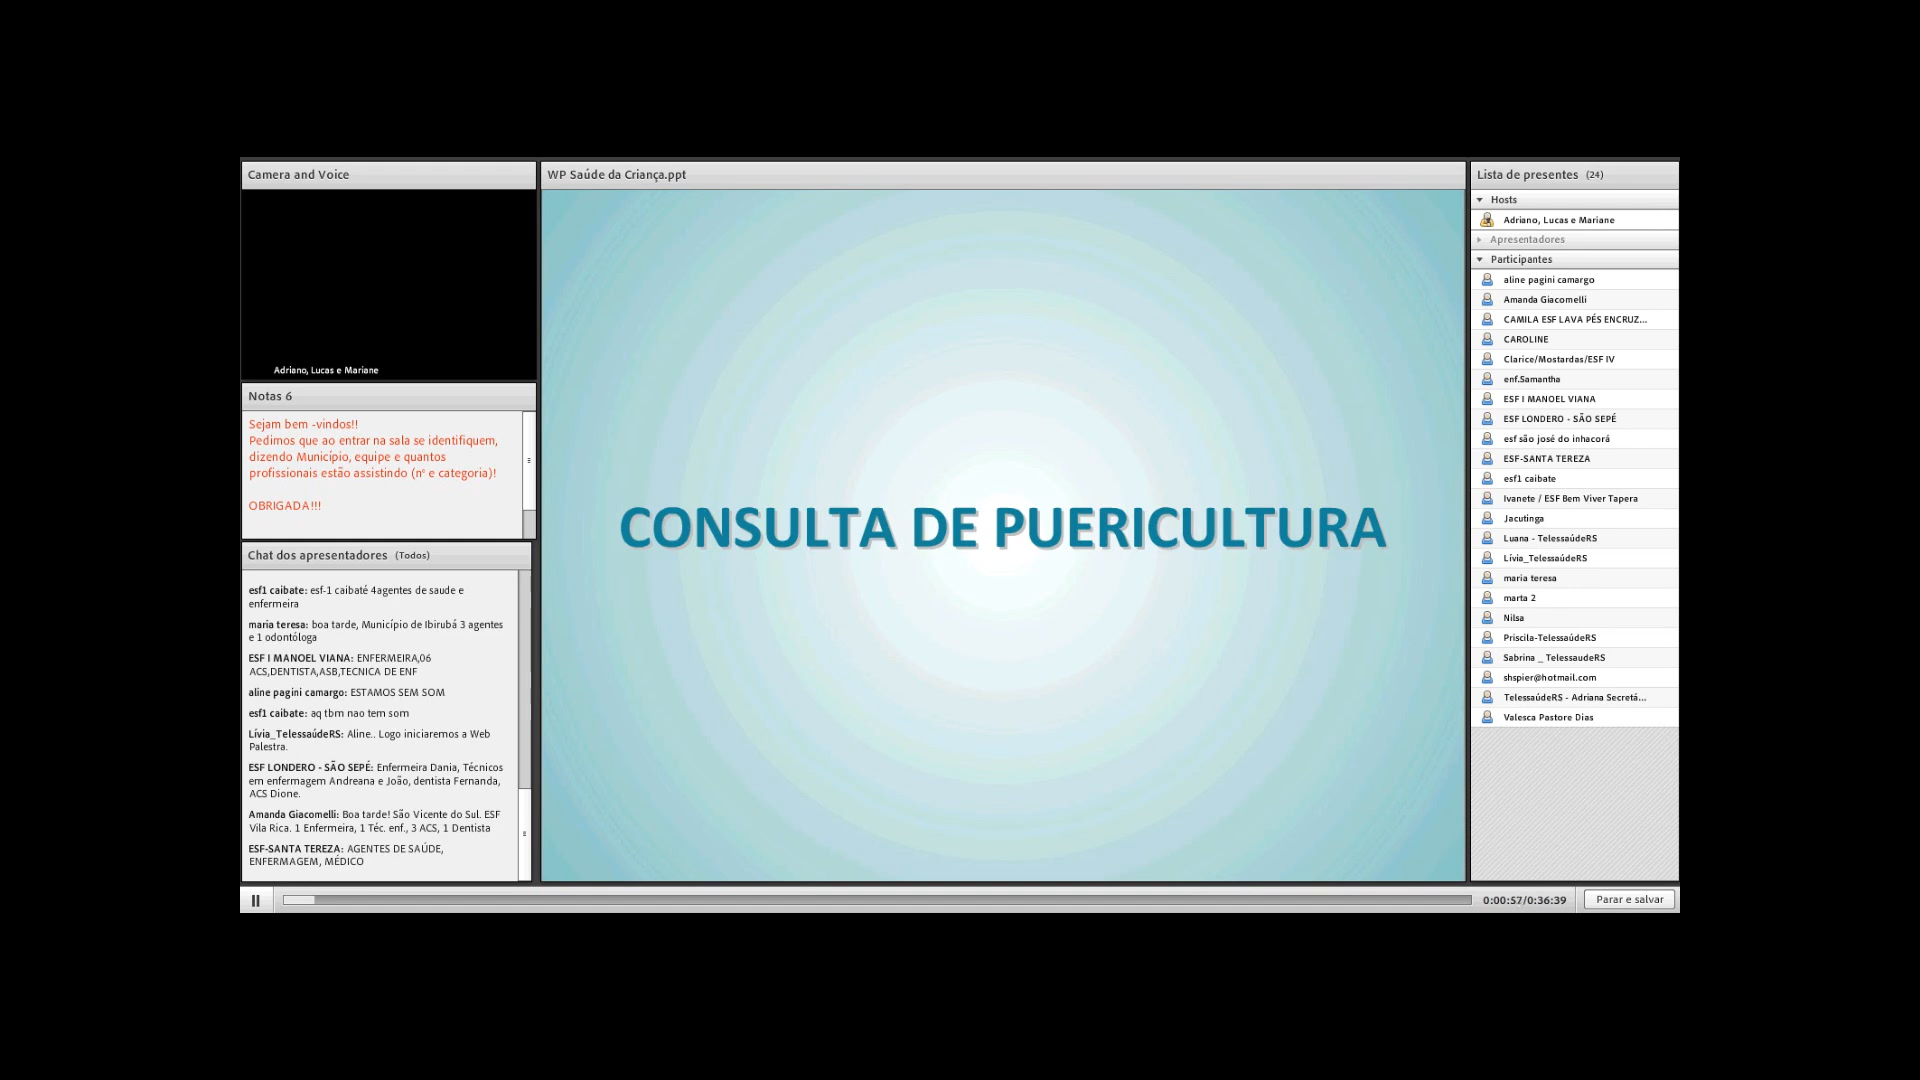 Camera and Voice
Adriano, Lucas e Mariane
Notas 6
Sejam bem -vindos!!
Pedimos que ao entrar na sala se identifiquem,
dizendo Município, equipe e quantos
profissionais estão assistindo (nº e categoria)!
OBRIGADA!!!
Chat dos apresentadores (Todos)
esf1 caibate: esf-1 caibaté 4agentes de saude e
enfermeira
maria teresa: boa tarde, Município de Ibirubá 3 agentes
e 1 odontóloga
ESF I MANOEL VIANA: ENFERMEIRA,06
ACS,DENTISTA,ASB,TECNICA DE ENF
aline pagini camargo: ESTAMOS SEM SOM
esf1 caibate: aq tbm nao tem som
Lívia_TelessaúdeRS: Aline.. Logo iniciaremos a Web
Palestra.
ESF LONDERO - SÃO SEPÉ: Enfermeira Dania, Técnicos
em enfermagem Andreana e João, dentista Fernanda,
ACS Dione.
Amanda Giacomelli: Boa tarde! São Vicente do Sul. ESF
Vila Rica. 1 Enfermeira, 1 Téc. enf., 3 ACS, 1 Dentista
ESF-SANTA TEREZA: AGENTES DE SAÚDE,
ENFERMAGEM, MÉDICO
WP Saúde da Criança.ppt
CONSULTA DE PUERICULTURA
Lista de presentes (24)
Hosts
Adriano, Lucas e Mariane
Apresentadores
Participantes
aline pagini camargo
Amanda Giacomelli
CAMILA ESF LAVA PÉS ENCRUZ...
CAROLINE
Clarice/Mostardas/ESF IV
enf.Samantha
ESF I MANOEL VIANA
ESF LONDERO - SÃO SEPÉ
esf são josé do inhacorá
ESF-SANTA TEREZA
esf1 caibate
Ivanete / ESF Bem Viver Tapera
Jacutinga
Luana - TelessaúdeRS
Lívia_TelessaúdeRS
maria teresa
marta 2
Nilsa
Priscila-TelessaúdeRS
Sabrina _ TelessaudeRS
shspier@hotmail.com
TelessaúdeRS - Adriana Secretá...
Valesca Pastore Dias
0:00:57/0:36:39
Parar e salvar